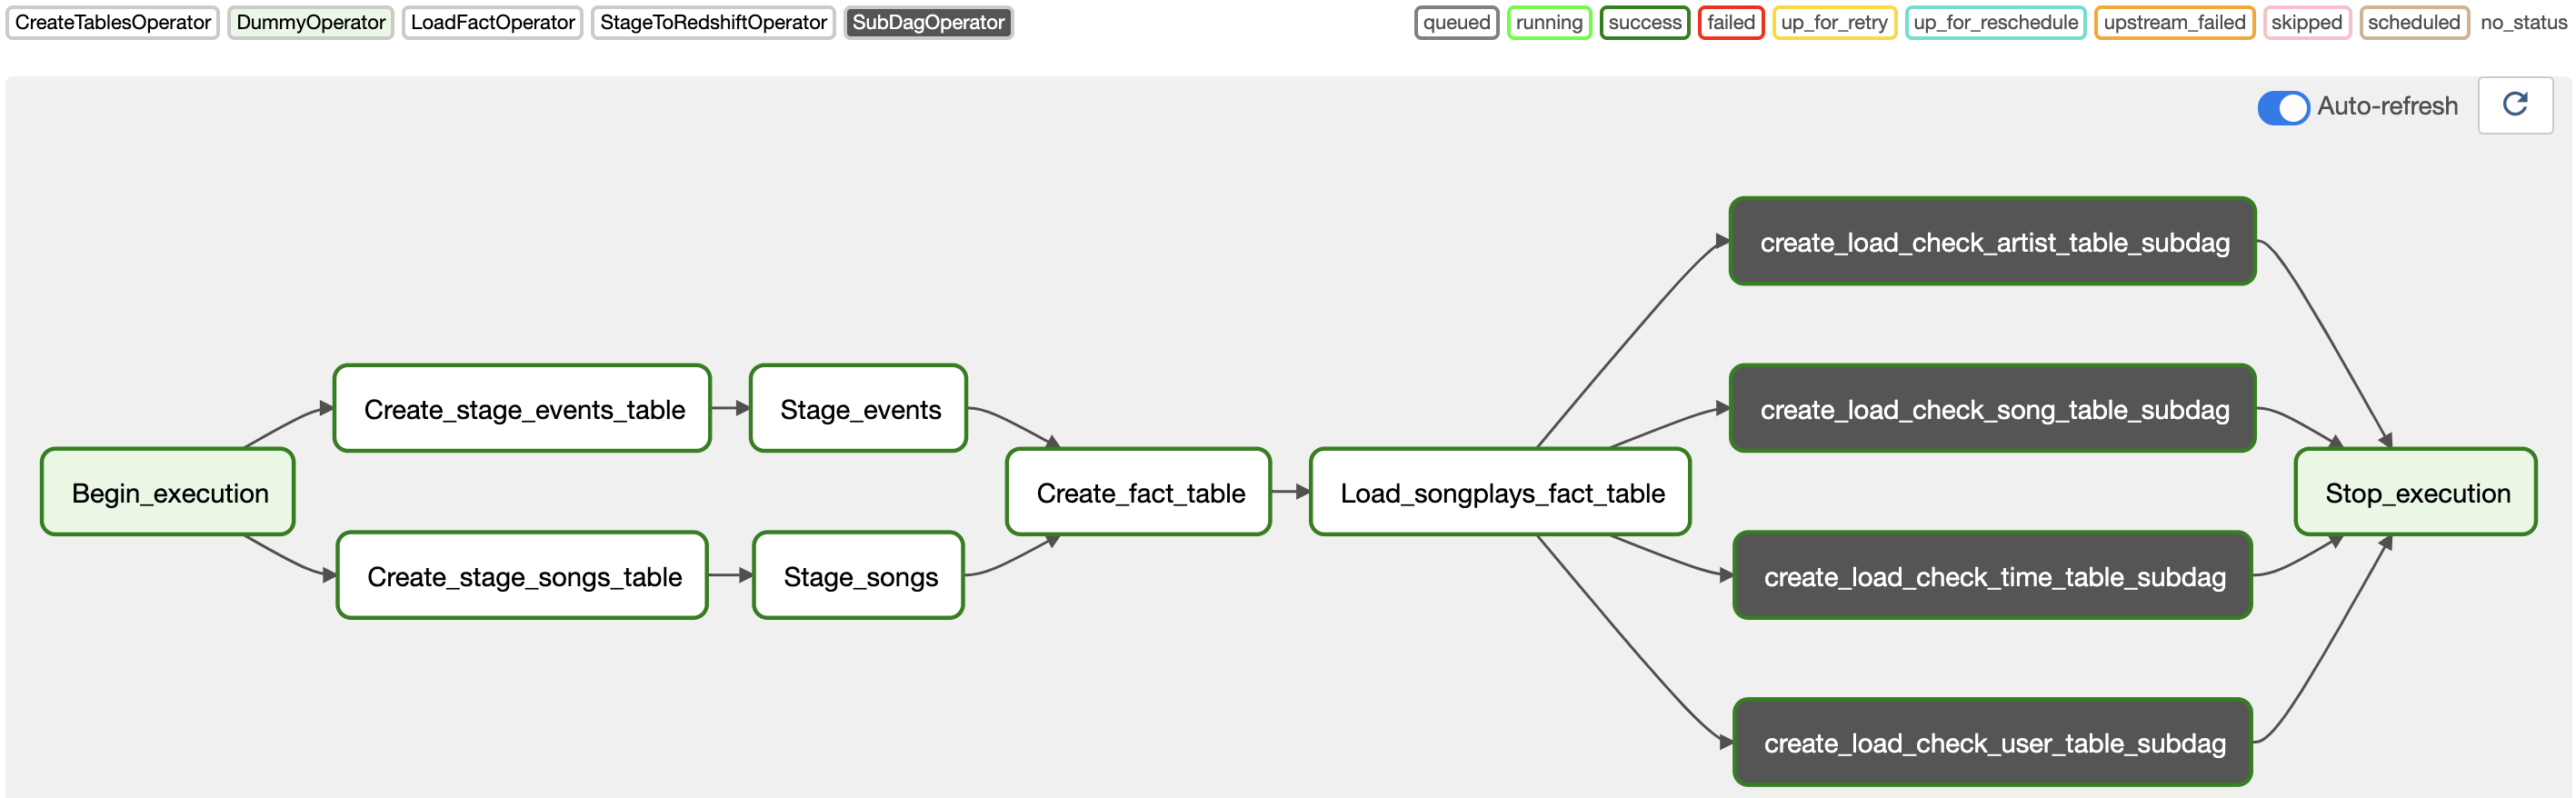 CreateTablesOperator DummyOperator LoadFactOperator StageToRedshiftOperator SubDagOperator queued running success failed up_for_retry up_for_reschedule upstream_failed skipped scheduled no_status
Auto-refresh
create_load_check_artist_table_subdag
Create_stage_events_table Stage_events create_load_check_song_table_subdag
Begin_execution Create_fact_table Load_songplays_fact_table Stop_execution
Create_stage_songs_table Stage_songs create_load_check_time_table_subdag
create_load_check_user_table_subdag